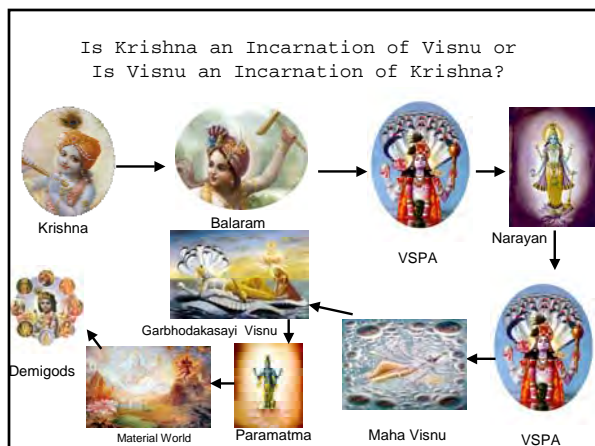 Is Krishna an Incarnation of Visnu or
Is Visnu an Incarnation of Krishna?
Krishna
Balaram
VSPA
Narayan
Garbhodakasayi Visnu
Demigods
Material World
Paramatma
Maha Visnu
VSPA